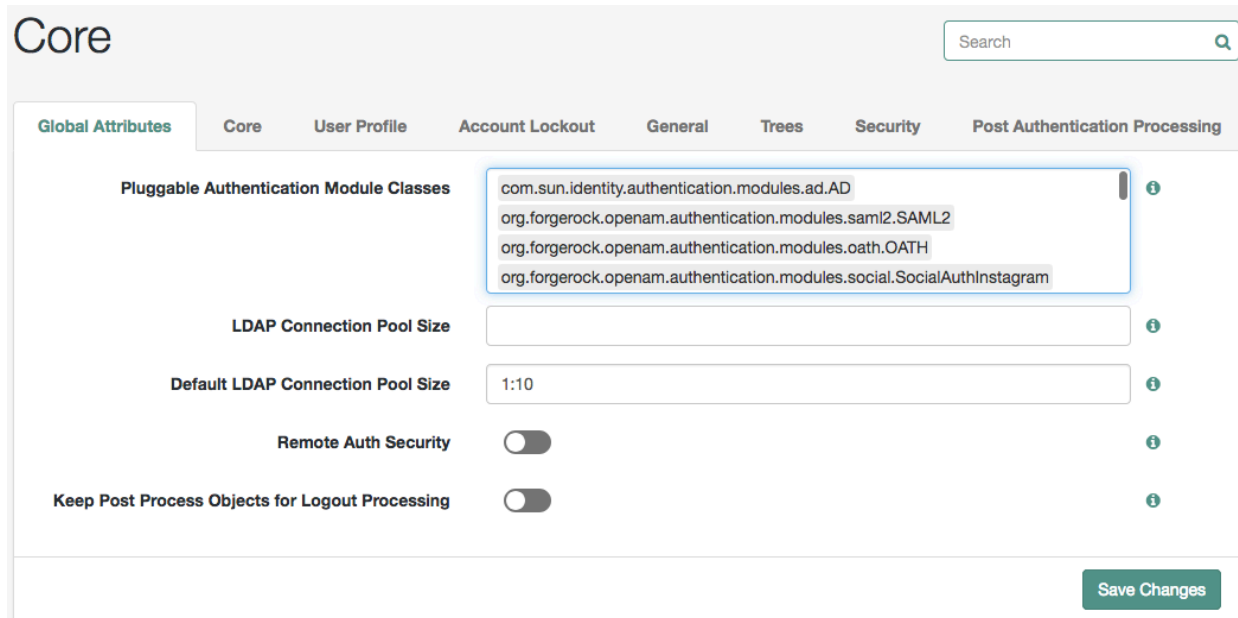 Core
Search
Global Attributes
Core
User Profile
Account Lockout
General
Trees
Security
Post Authentication Processing
Pluggable Authentication Module Classes
com.sun.identity.authentication.modules.ad.AD
org.forgerock.openam.authentication.modules.saml2.SAML2
org.forgerock.openam.authentication.modules.oath.OATH
org.forgerock.openam.authentication.modules.social.SocialAuthInstagram
LDAP Connection Pool Size
Default LDAP Connection Pool Size
1:10
Remote Auth Security
Keep Post Process Objects for Logout Processing
Save Changes